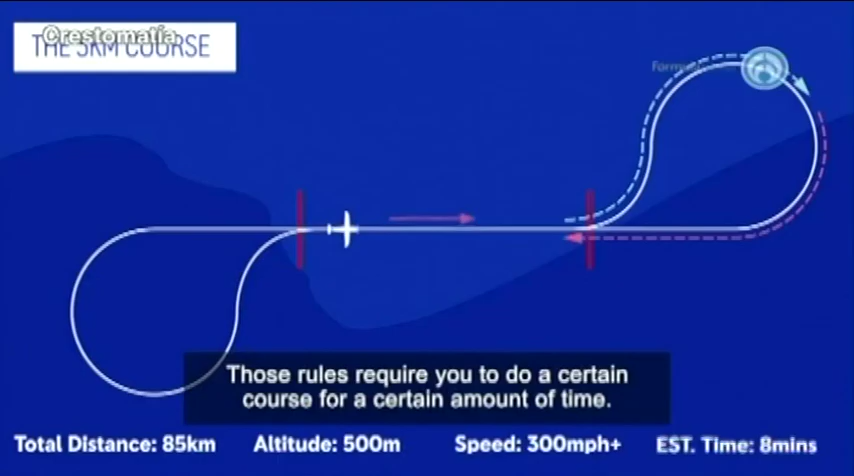 Crestomatía
THE 3KM COURSE
Those rules require you to do a certain
course for a certain amount of time.
Total Distance: 85km
Altitude: 500m
Speed: 300mph+
EST. Time: 8mins